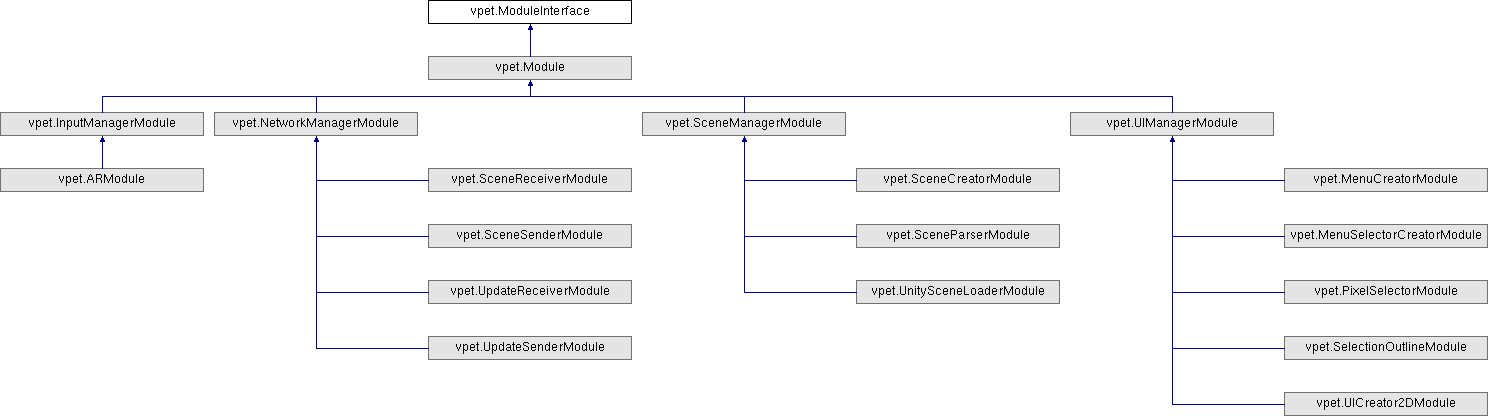 vpet.ModuleInterface
vpet.Module
vpet.InputManagerModule
vpet.NetworkManagerModule
vpet.SceneManagerModule
vpet.UIManagerModule
vpet.ARModule
vpet.SceneReceiverModule
vpet.SceneCreatorModule
vpet.MenuCreatorModule
vpet.SceneSenderModule
vpet.SceneParserModule
vpet.MenuSelectorCreatorModule
vpet.UpdateReceiverModule
vpet.UnitySceneLoaderModule
vpet.PixelSelectorModule
vpet.UpdateSenderModule
vpet.SelectionOutlineModule
vpet.UICreator2DModule